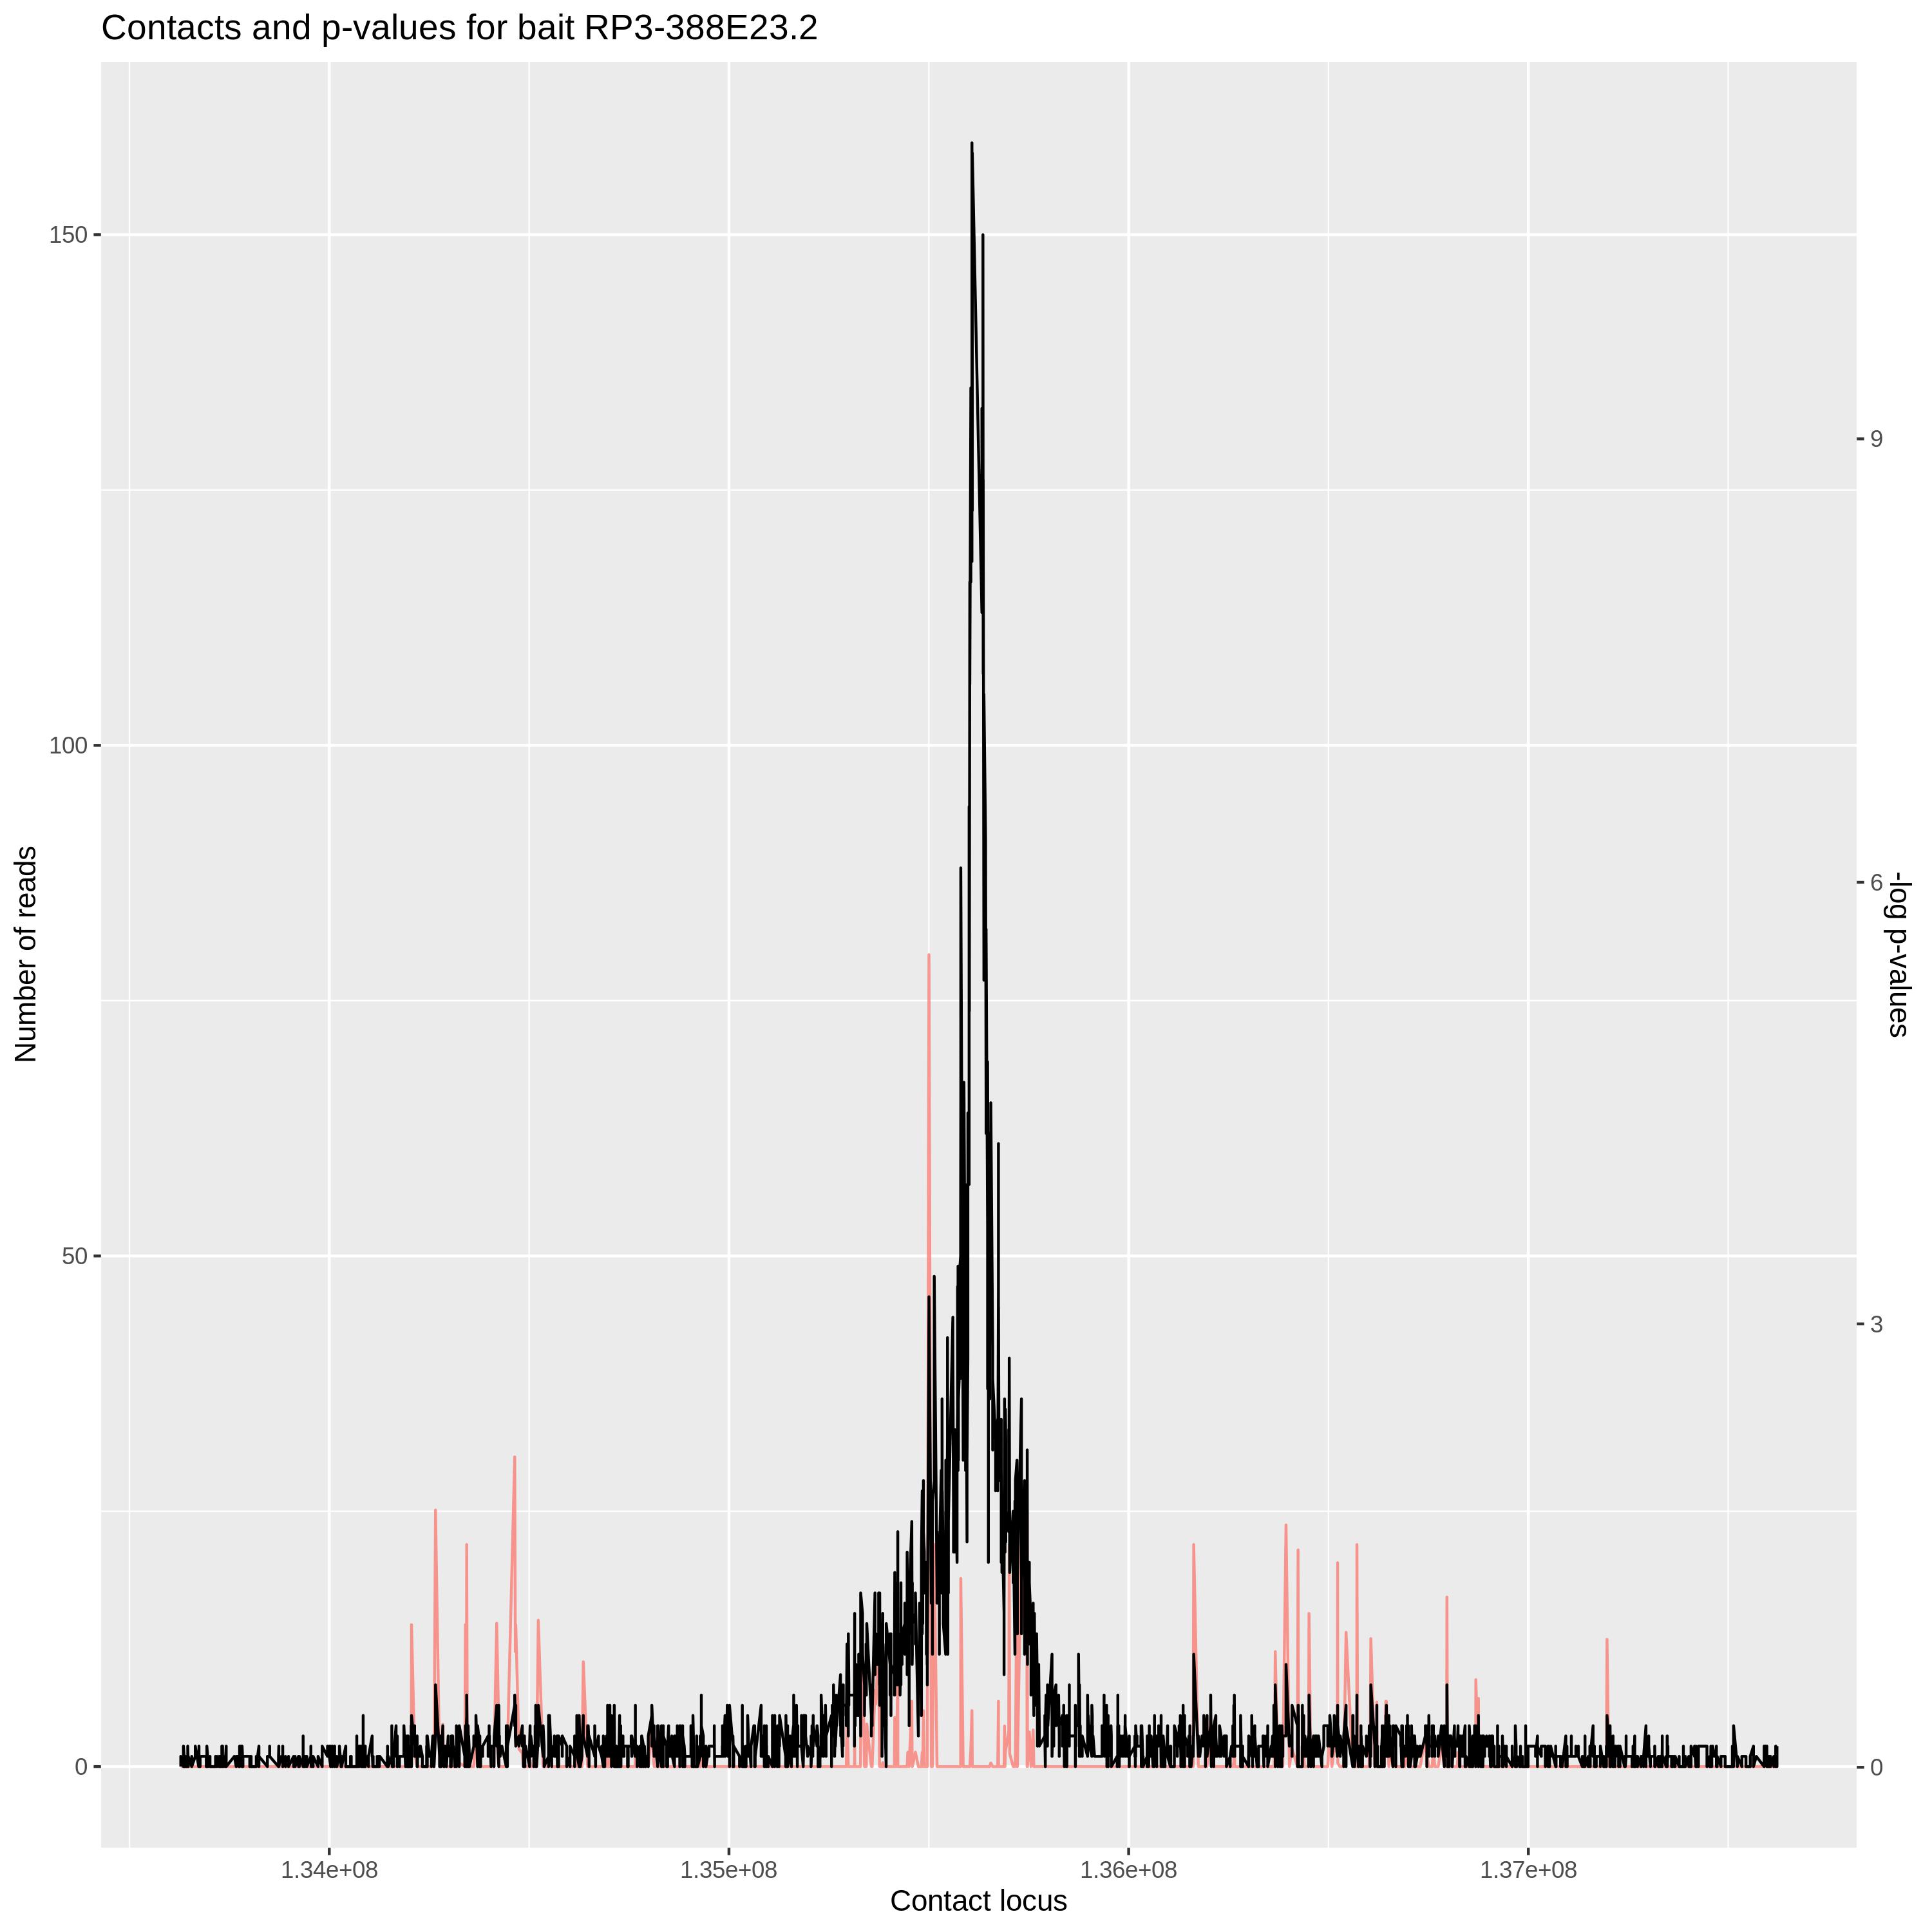 Contacts and p-values for bait RP3-388E23.2
150
100
50
0
Number of reads
9
6
3
0
-log p-values
1.34e+08
1.35e+08
1.36e+08
1.37e+08
Contact locus